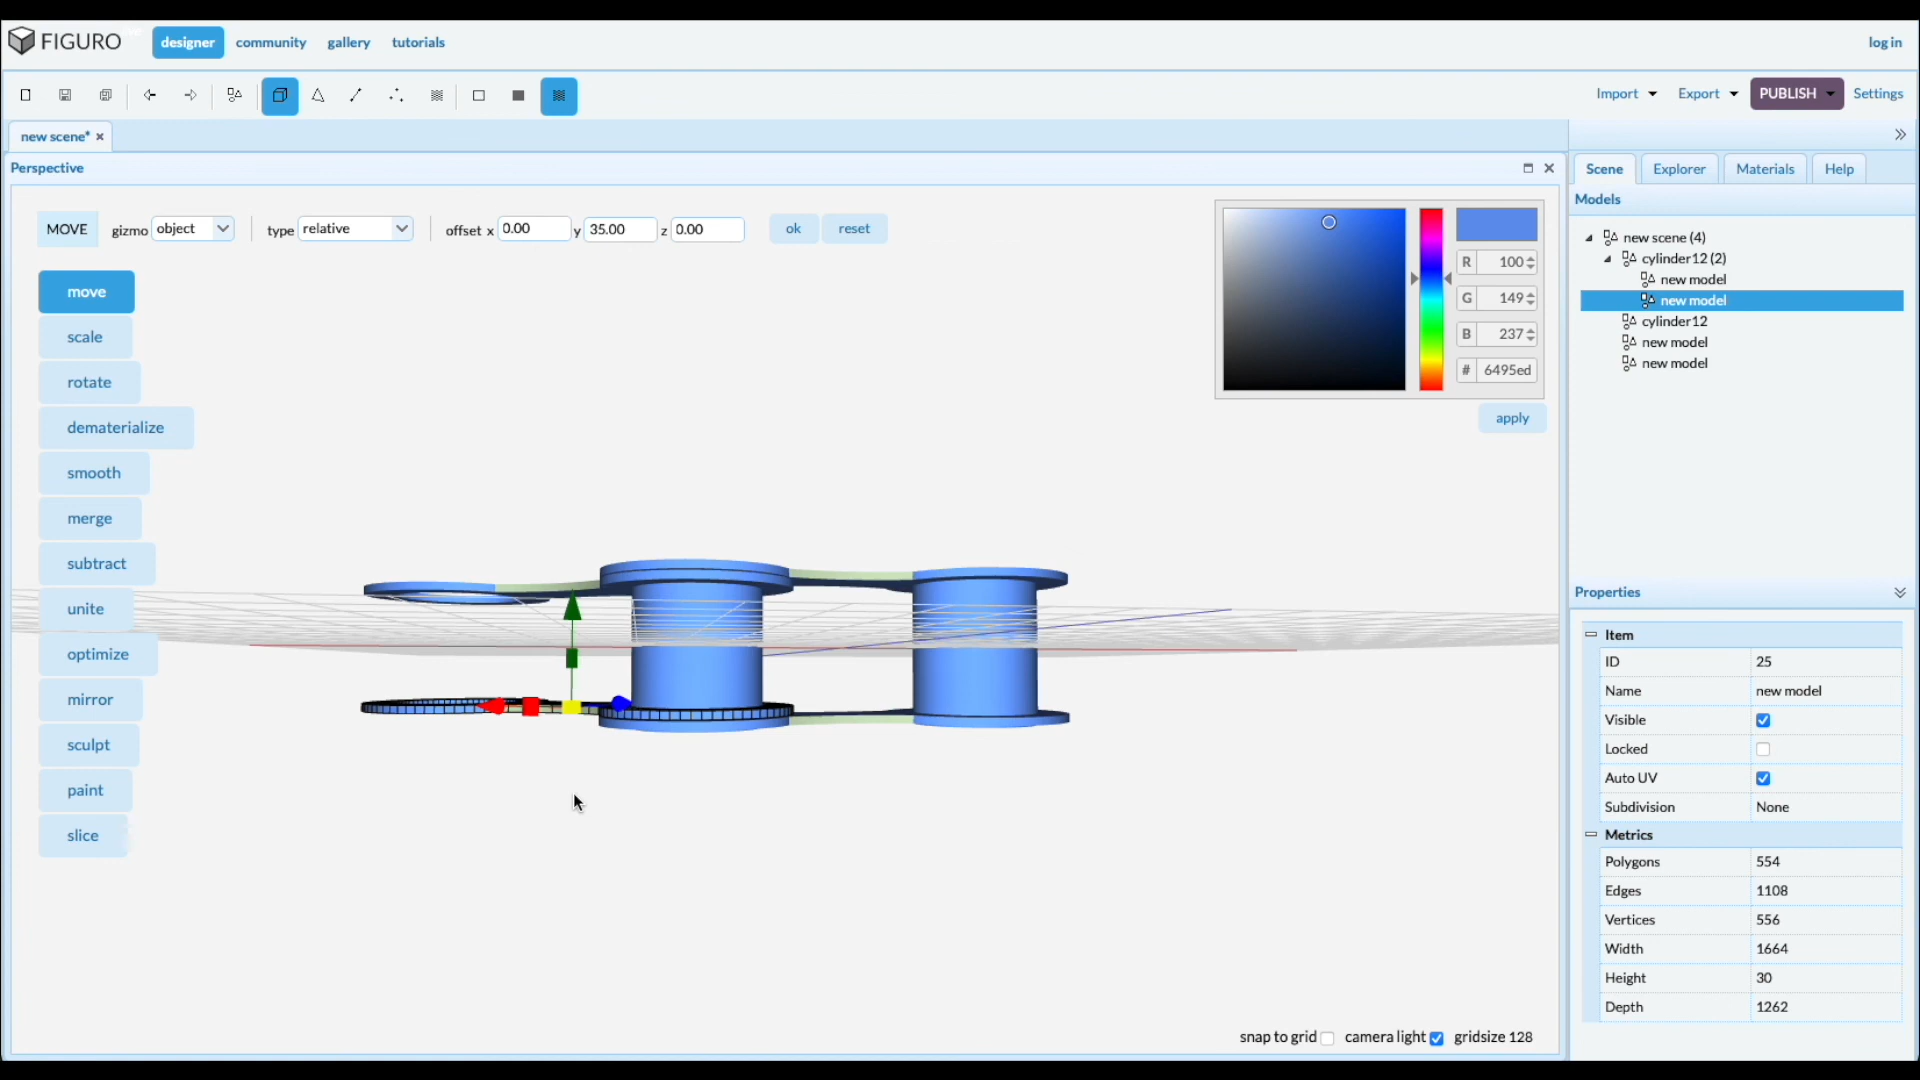 FIGURO designer community gallery tutorials log in
Import Export PUBLISH Settings
new scene* ×
Perspective
MOVE gizmo object type relative offset x 0.00 y 35.00 z 0.00 ok reset
move
scale
rotate
dematerialize
smooth
merge
subtract
unite
optimize
mirror
sculpt
paint
slice
R 100
G 149
B 237
# 6495ed
apply
snap to grid camera light gridsize 128
Scene Explorer Materials Help
Models
new scene (4)
cylinder12 (2)
new model
new model
cylinder12
new model
new model
Properties
Item
ID 25
Name new model
Visible
Locked
Auto UV
Subdivision None
Metrics
Polygons 554
Edges 1108
Vertices 556
Width 1664
Height 30
Depth 1262